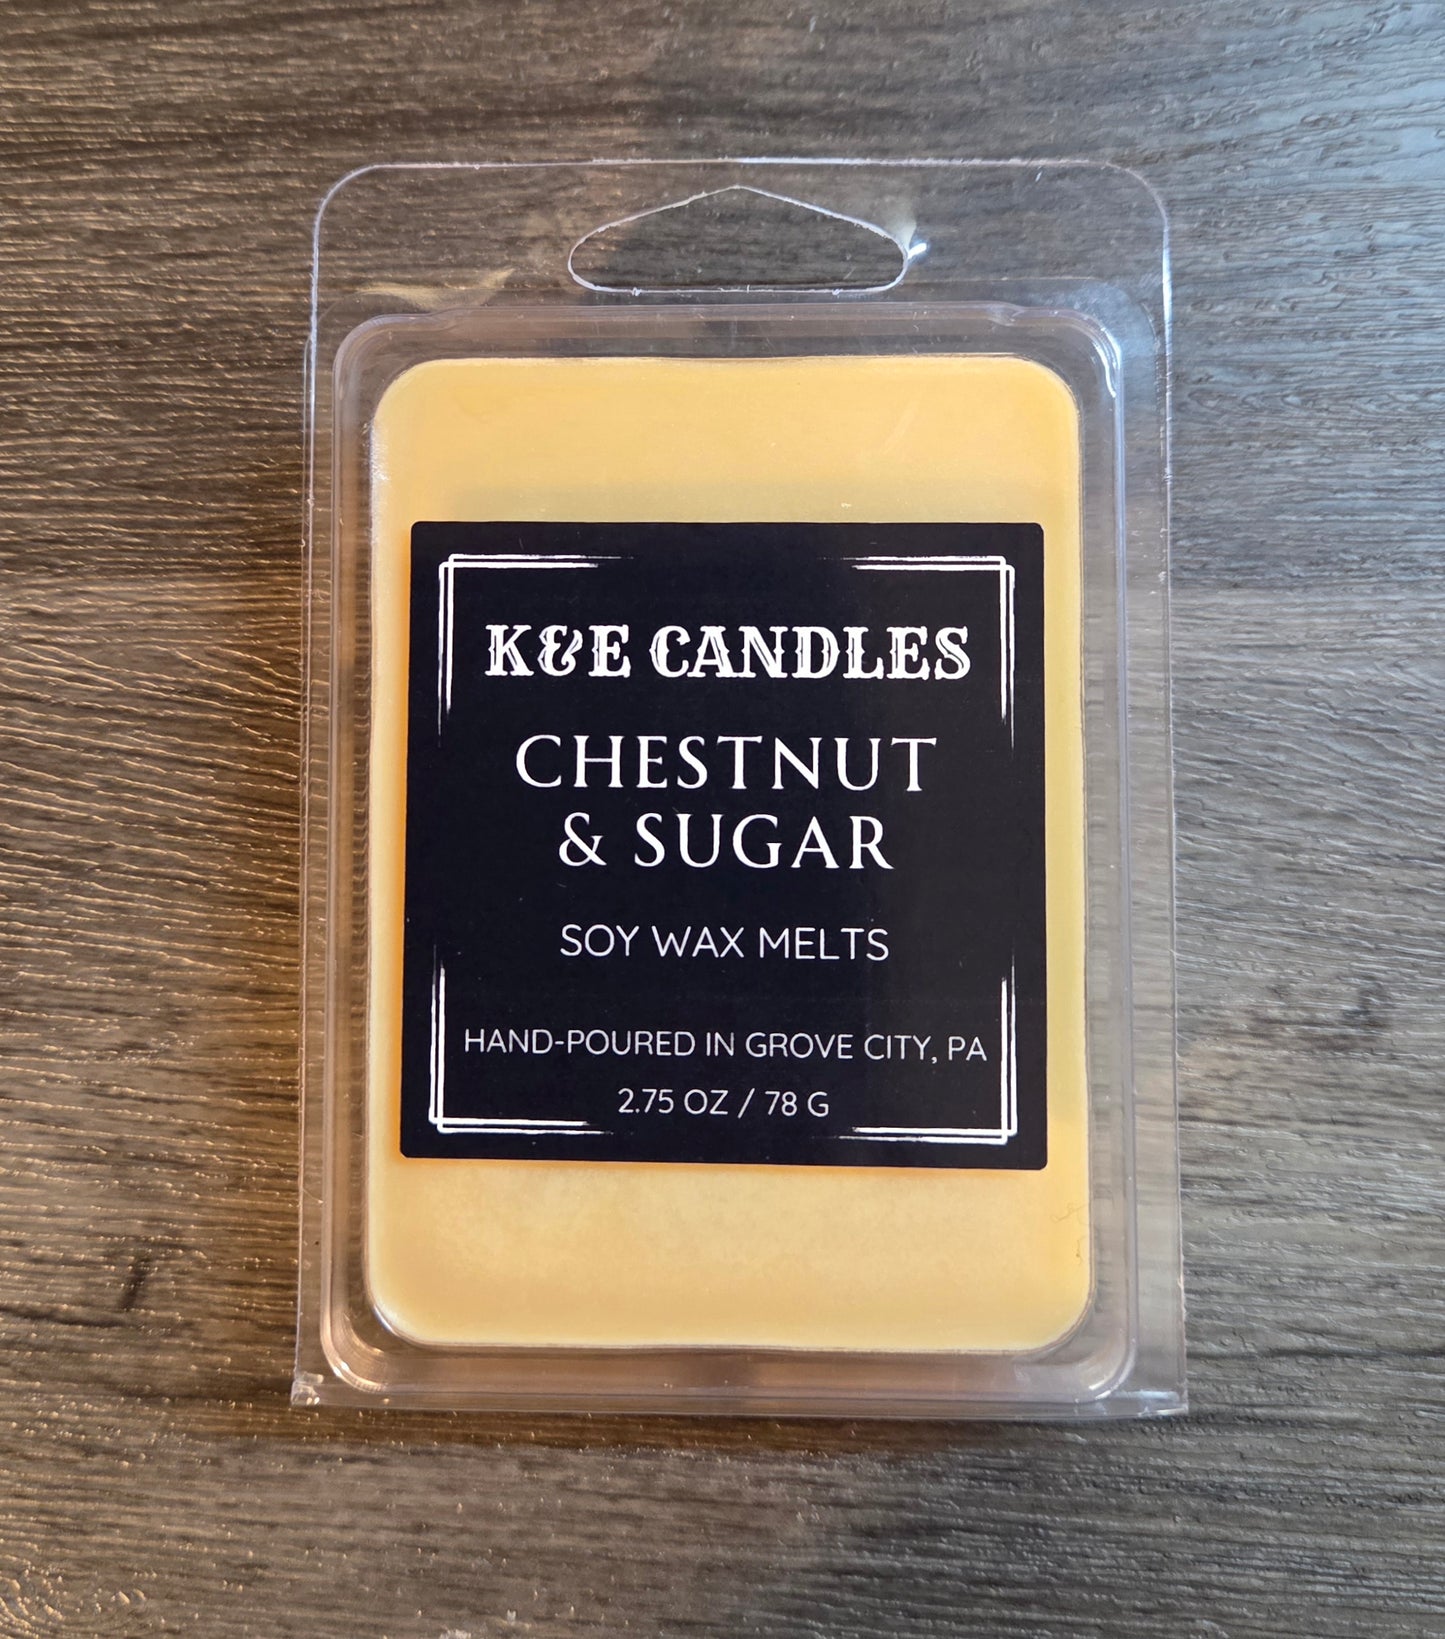 K&E CANDLES
CHESTNUT
& SUGAR
SOY WAX MELTS
HAND-POURED IN GROVE CITY, PA
2.75 OZ / 78 G